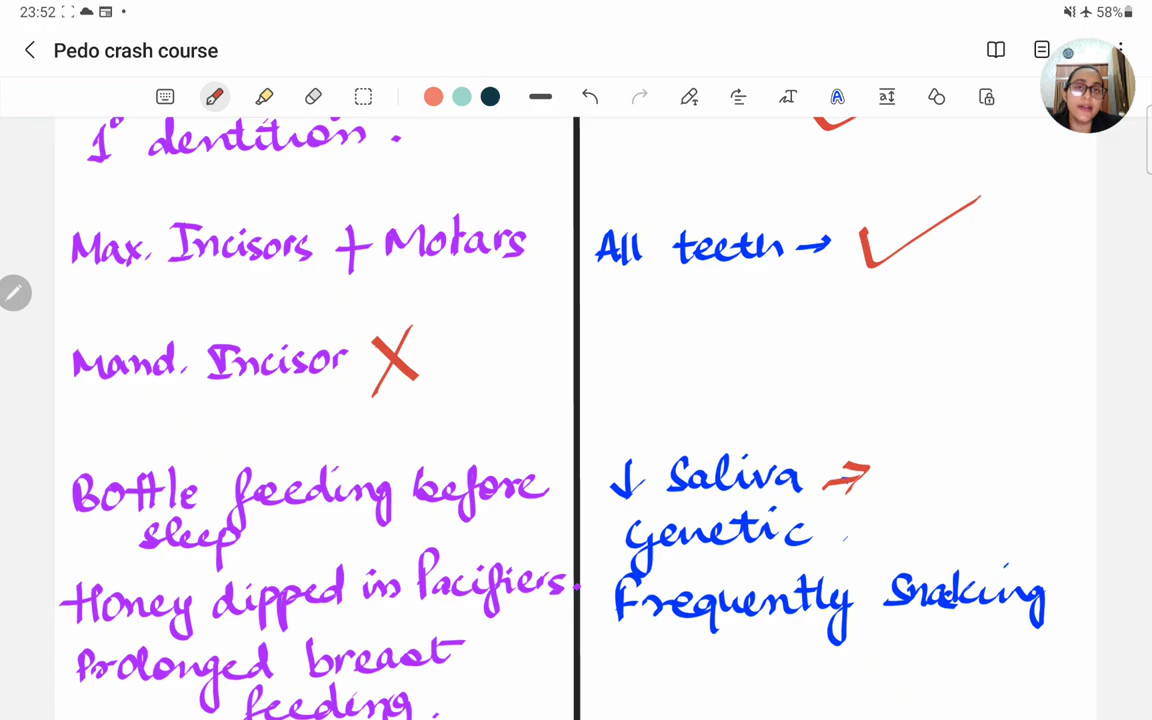 23:52
58%
Pedo crash course
1° dentition.
Max. Incisors + Molars
All teeth →
Mand. Incisor X
Bottle feeding before
sleep
↓ Saliva ⇒
Genetic
Honey dipped in Pacifiers.
Frequently Snacking
Prolonged breast
feeding.